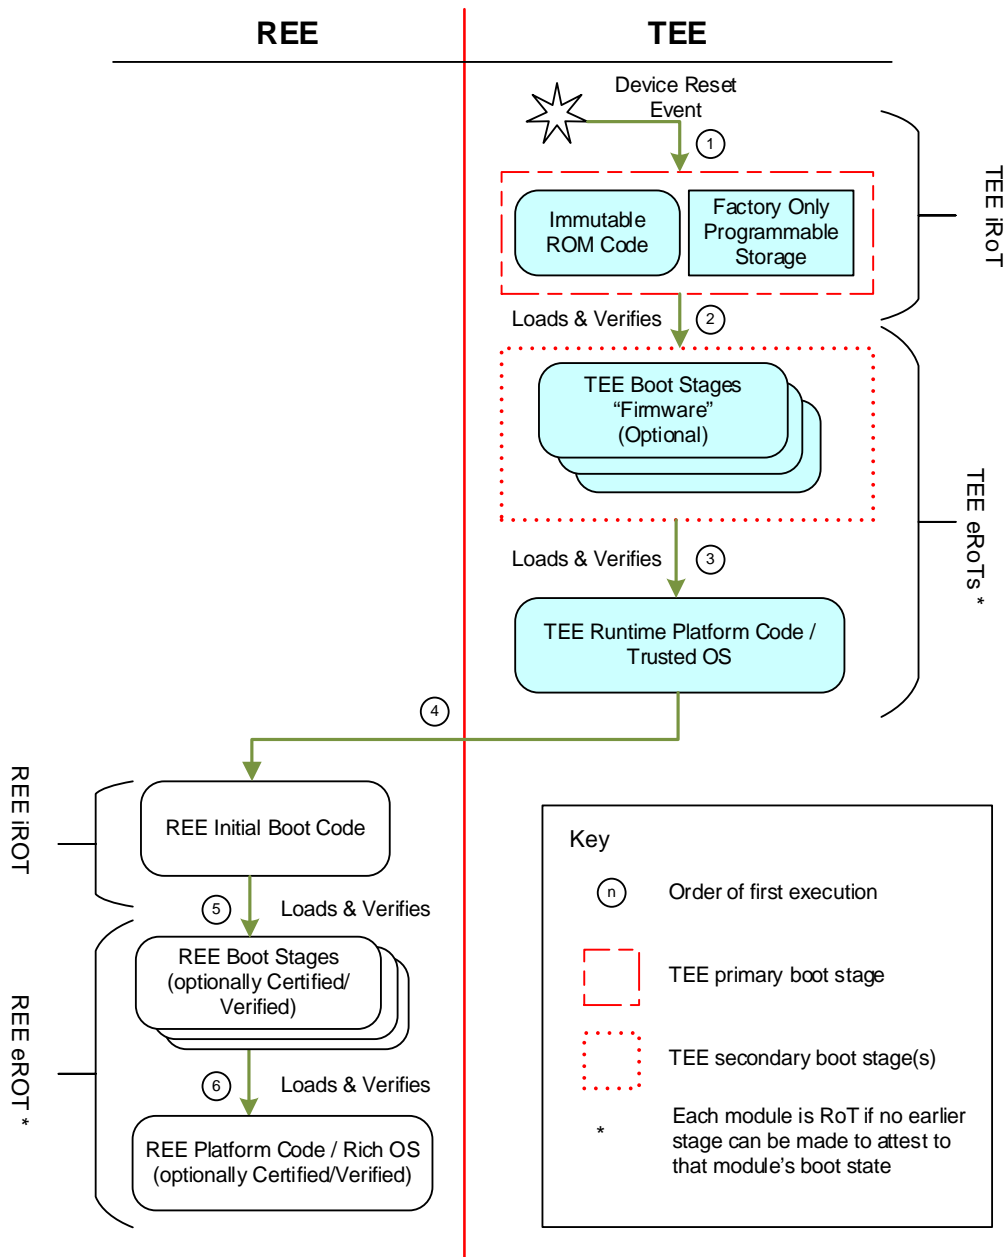 REE
TEE
Device Reset
Event
1
Immutable
ROM Code
Factory Only
Programmable
Storage
TEE iRoT
Loads & Verifies
2
TEE Boot Stages
“Firmware”
(Optional)
Loads & Verifies
3
TEE eRoTs *
TEE Runtime Platform Code /
Trusted OS
4
REE iROT
REE Initial Boot Code
5
Loads & Verifies
REE Boot Stages
(optionally Certified/
Verified)
REE eROT *
6
Loads & Verifies
REE Platform Code / Rich OS
(optionally Certified/Verified)
Key
n
Order of first execution
TEE primary boot stage
TEE secondary boot stage(s)
*
Each module is RoT if no earlier
stage can be made to attest to
that module’s boot state